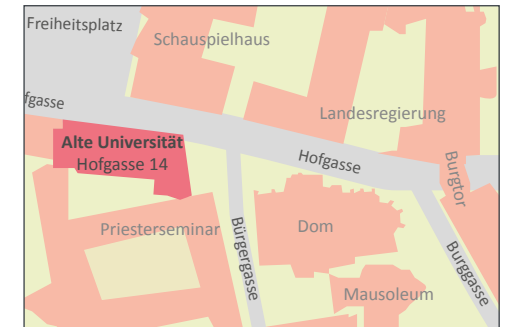 Freiheitsplatz
Schauspielhaus
fgasse
Landesregierung
Alte Universität
Hofgasse 14
Hofgasse
Burgtor
Priesterseminar
Bürgergasse
Dom
Burggasse
Mausoleum